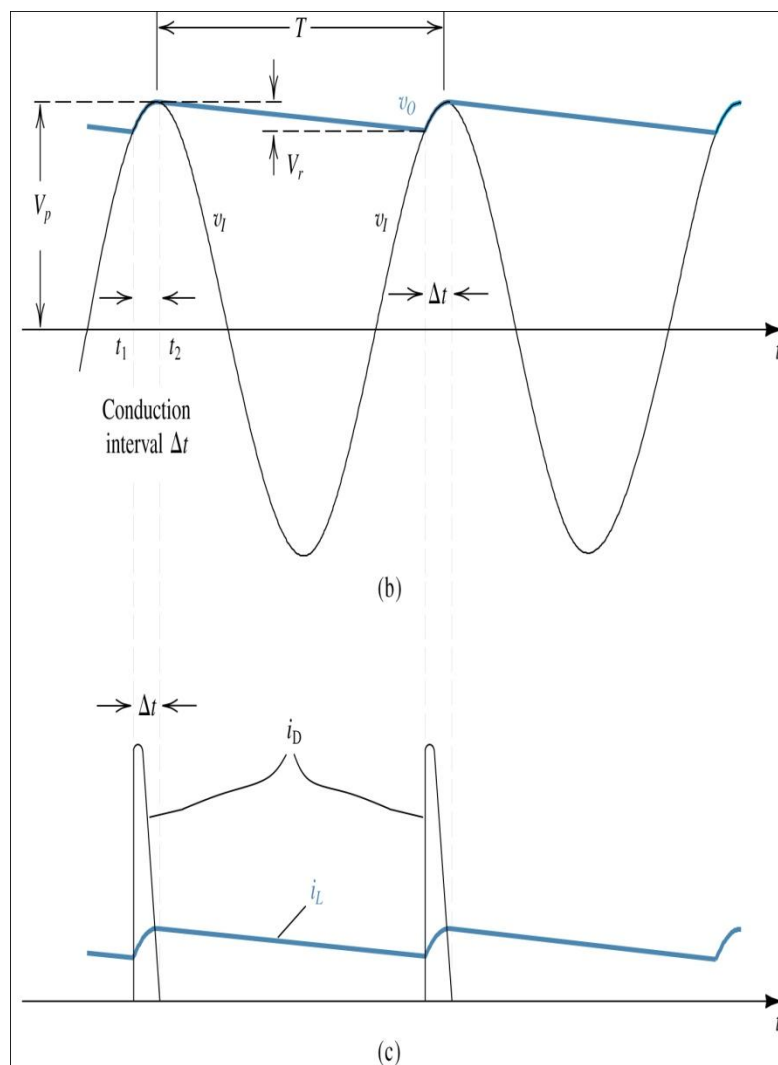 T
v_O
V_r
V_p
v_I
v_I
Δt
t_1
t_2
t
Conduction
interval Δt
(b)
Δt
i_D
i_L
t
(c)